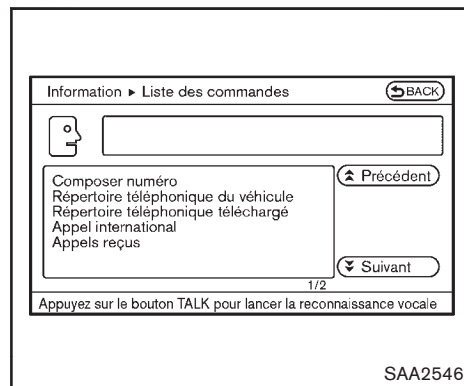 Information ▸ Liste des commandes
BACK
Précédent
Composer numéro
Répertoire téléphonique du véhicule
Répertoire téléphonique téléchargé
Appel international
Appels reçus
Suivant
1/2
Appuyez sur le bouton TALK pour lancer la reconnaissance vocale
SAA2546